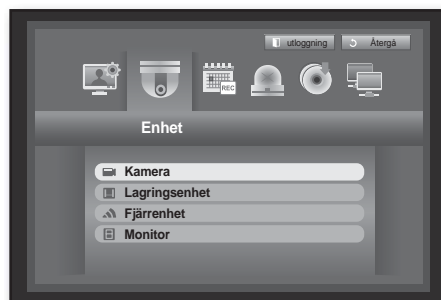 utloggning
Återgå
REC
Enhet
Kamera
Lagringsenhet
Fjärrenhet
Monitor